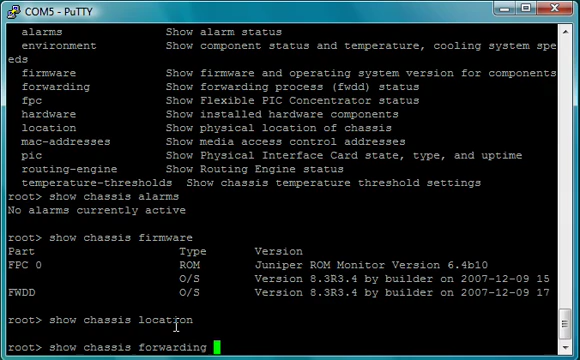 COM5 - PuTTY
alarms Show alarm status
environment Show component status and temperature, cooling system spe
eds
firmware Show firmware and operating system version for components
forwarding Show forwarding process (fwdd) status
fpc Show Flexible PIC Concentrator status
hardware Show installed hardware components
location Show physical location of chassis
mac-addresses Show media access control addresses
pic Show Physical Interface Card state, type, and uptime
routing-engine Show Routing Engine status
temperature-thresholds Show chassis temperature threshold settings
root> show chassis alarms
No alarms currently active
root> show chassis firmware
Part Type Version
FPC 0 ROM Juniper ROM Monitor Version 6.4b10
O/S Version 8.3R3.4 by builder on 2007-12-09 15
FWDD O/S Version 8.3R3.4 by builder on 2007-12-09 17
root> show chassis location
root> show chassis forwarding